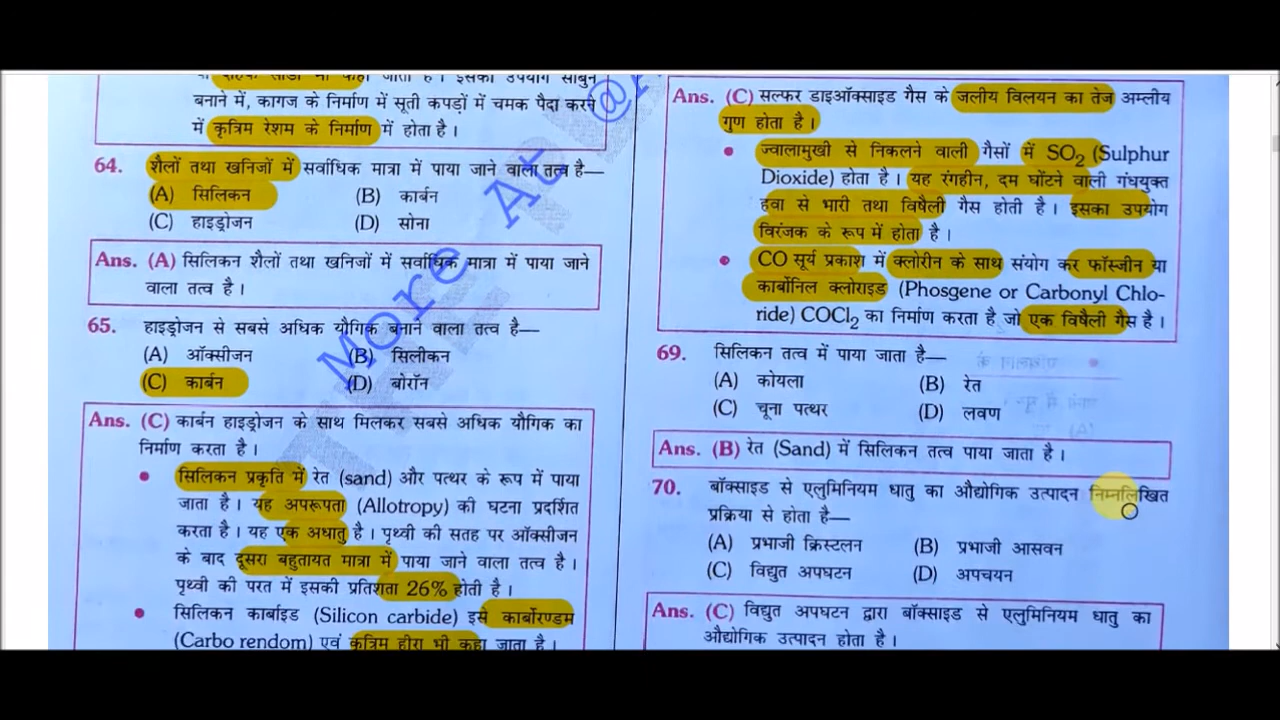 या दाहक सोडा भी कहा जाता है। इसका उपयोग साबुन
बनाने में, कागज के निर्माण में सूती कपड़ों में चमक पैदा करने
में कृत्रिम रेशम के निर्माण में होता है।
64. शैलों तथा खनिजों में सर्वाधिक मात्रा में पाया जाने वाला तत्व है—
(A) सिलिकन (B) कार्बन
(C) हाइड्रोजन (D) सोना
Ans. (A) सिलिकन शैलों तथा खनिजों में सर्वाधिक मात्रा में पाया जाने
वाला तत्व है।
65. हाइड्रोजन से सबसे अधिक यौगिक बनाने वाला तत्व है—
(A) ऑक्सीजन (B) सिलीकन
(C) कार्बन (D) बोरॉन
Ans. (C) कार्बन हाइड्रोजन के साथ मिलकर सबसे अधिक यौगिक का
निर्माण करता है।
• सिलिकन प्रकृति में रेत (sand) और पत्थर के रूप में पाया
जाता है। यह अपरूपता (Allotropy) की घटना प्रदर्शित
करता है। यह एक अधातु है। पृथ्वी की सतह पर ऑक्सीजन
के बाद दूसरा बहुतायत मात्रा में पाया जाने वाला तत्व है।
पृथ्वी की परत में इसकी प्रतिशता 26% होती है।
• सिलिकन कार्बाइड (Silicon carbide) इसे कार्बोरण्डम
(Carbo rendom) एवं कृत्रिम हीरा भी कहा जाता है।
Ans. (C) सल्फर डाइऑक्साइड गैस के जलीय विलयन का तेज अम्लीय
गुण होता है।
• ज्वालामुखी से निकलने वाली गैसों में SO₂ (Sulphur
Dioxide) होता है। यह रंगहीन, दम घोंटने वाली गंधयुक्त
हवा से भारी तथा विषैली गैस होती है। इसका उपयोग
विरंजक के रूप में होता है।
• CO सूर्य प्रकाश में क्लोरीन के साथ संयोग कर फॉस्जीन या
कार्बोनिल क्लोराइड (Phosgene or Carbonyl Chlo-
ride) COCl₂ का निर्माण करता है जो एक विषैली गैस है।
69. सिलिकन तत्व में पाया जाता है—
(A) कोयला (B) रेत
(C) चूना पत्थर (D) लवण
Ans. (B) रेत (Sand) में सिलिकन तत्व पाया जाता है।
70. बॉक्साइड से एलुमिनियम धातु का औद्योगिक उत्पादन निम्नलिखित
प्रक्रिया से होता है—
(A) प्रभाजी क्रिस्टलन (B) प्रभाजी आसवन
(C) विद्युत अपघटन (D) अपचयन
Ans. (C) विद्युत अपघटन द्वारा बॉक्साइड से एलुमिनियम धातु का
औद्योगिक उत्पादन होता है।
More At @